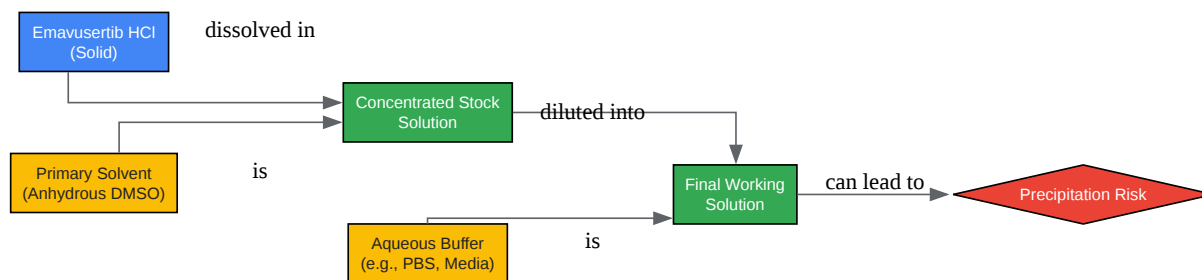 Emavusertib HCl
(Solid)
dissolved in
Concentrated Stock
Solution
diluted into
Primary Solvent
(Anhydrous DMSO)
is
Final Working
Solution
can lead to
Precipitation Risk
Aqueous Buffer
(e.g., PBS, Media)
is